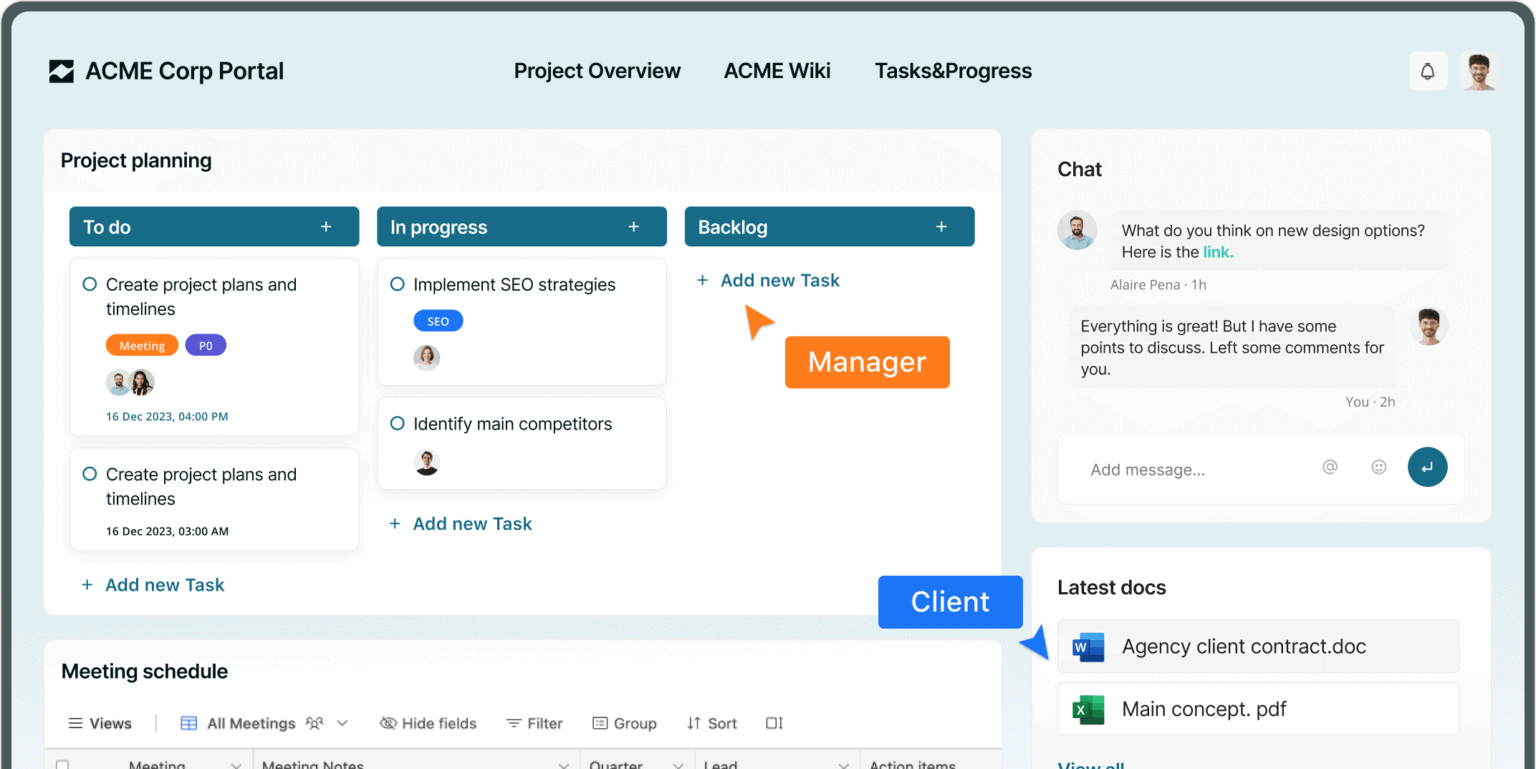 ACME Corp Portal
Project Overview
ACME Wiki
Tasks&Progress
Project planning
To do
+
Create project plans and
timelines
Meeting
P0
16 Dec 2023, 04:00 PM
Create project plans and
timelines
16 Dec 2023, 03:00 AM
+ Add new Task
In progress
+
Implement SEO strategies
SEO
Identify main competitors
+ Add new Task
Backlog
+
+ Add new Task
Manager
Chat
What do you think on new design options?
Here is the link.
Alaire Pena · 1h
Everything is great! But I have some
points to discuss. Left some comments for
you.
You · 2h
Add message...
@
Client
Latest docs
W
Agency client contract.doc
X
Main concept. pdf
View all
Meeting schedule
Views
All Meetings
Hide fields
Filter
Group
Sort
Meeting
Meeting Notes
Quarter
Lead
Action items